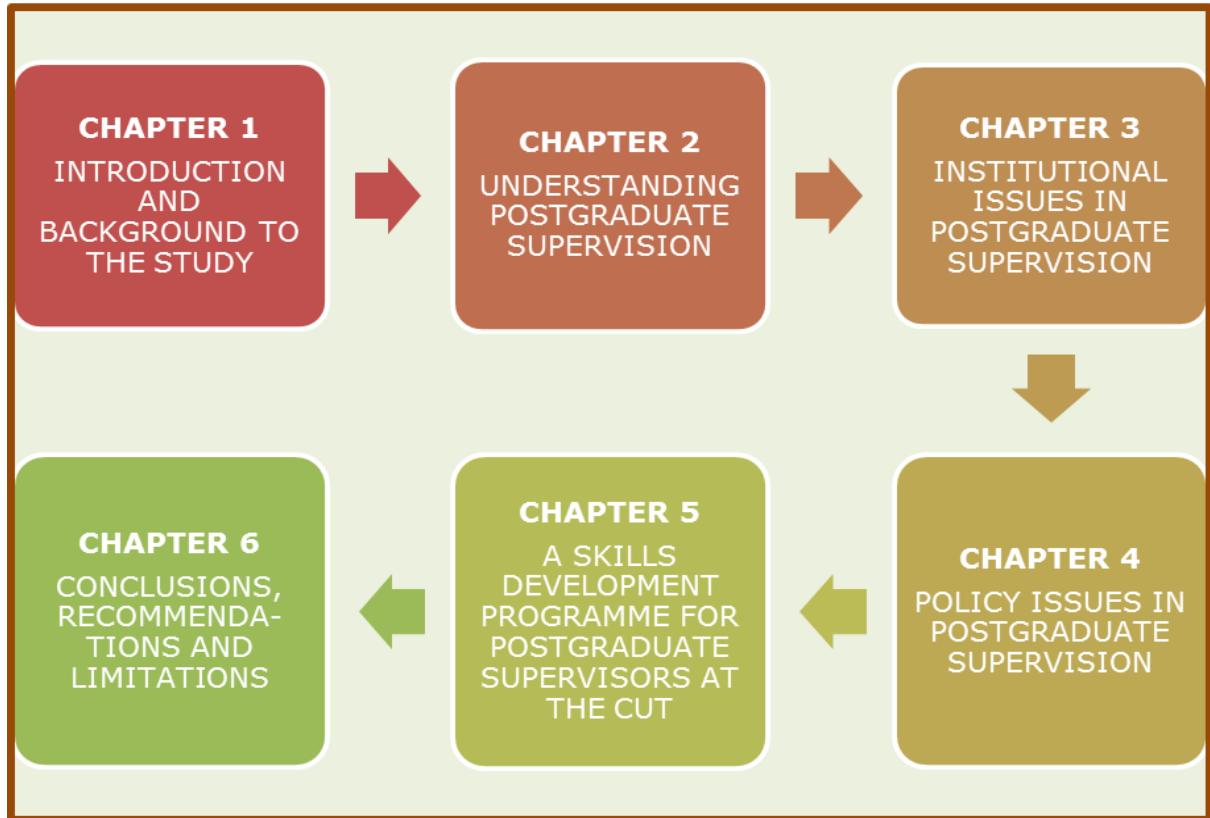 CHAPTER 1
INTRODUCTION
AND
BACKGROUND TO
THE STUDY
CHAPTER 2
UNDERSTANDING
POSTGRADUATE
SUPERVISION
CHAPTER 3
INSTITUTIONAL
ISSUES IN
POSTGRADUATE
SUPERVISION
CHAPTER 4
POLICY ISSUES IN
POSTGRADUATE
SUPERVISION
CHAPTER 5
A SKILLS
DEVELOPMENT
PROGRAMME FOR
POSTGRADUATE
SUPERVISORS AT
THE CUT
CHAPTER 6
CONCLUSIONS,
RECOMMENDA-
TIONS AND
LIMITATIONS